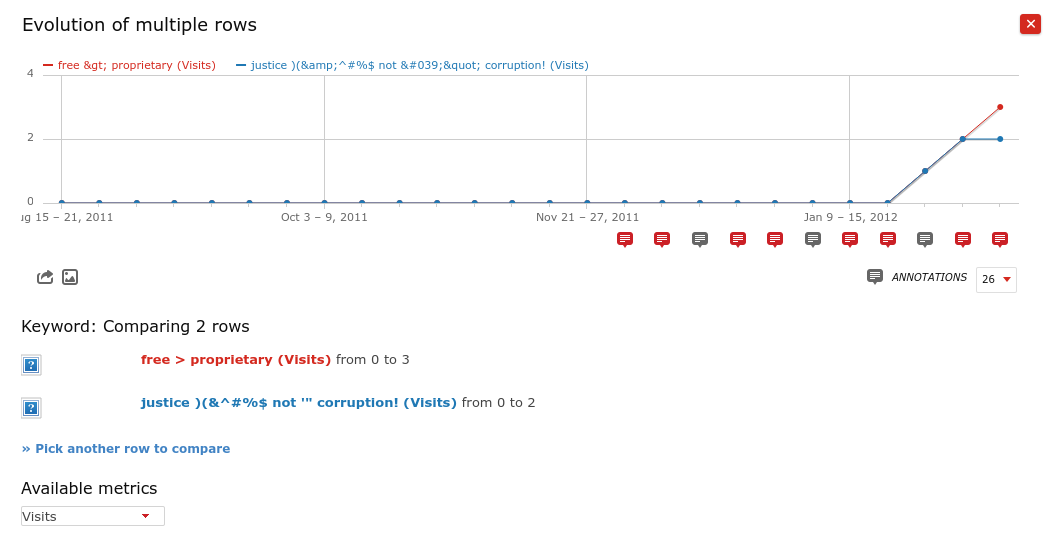 Evolution of multiple rows
free &gt; proprietary (Visits) justice )(&amp;^#%$ not &#039;&quot; corruption! (Visits)
4
2
0
ug 15 – 21, 2011 Oct 3 – 9, 2011 Nov 21 – 27, 2011 Jan 9 – 15, 2012
ANNOTATIONS 26
Keyword: Comparing 2 rows
? free > proprietary (Visits) from 0 to 3
? justice )(&^#%$ not '" corruption! (Visits) from 0 to 2
» Pick another row to compare
Available metrics
Visits